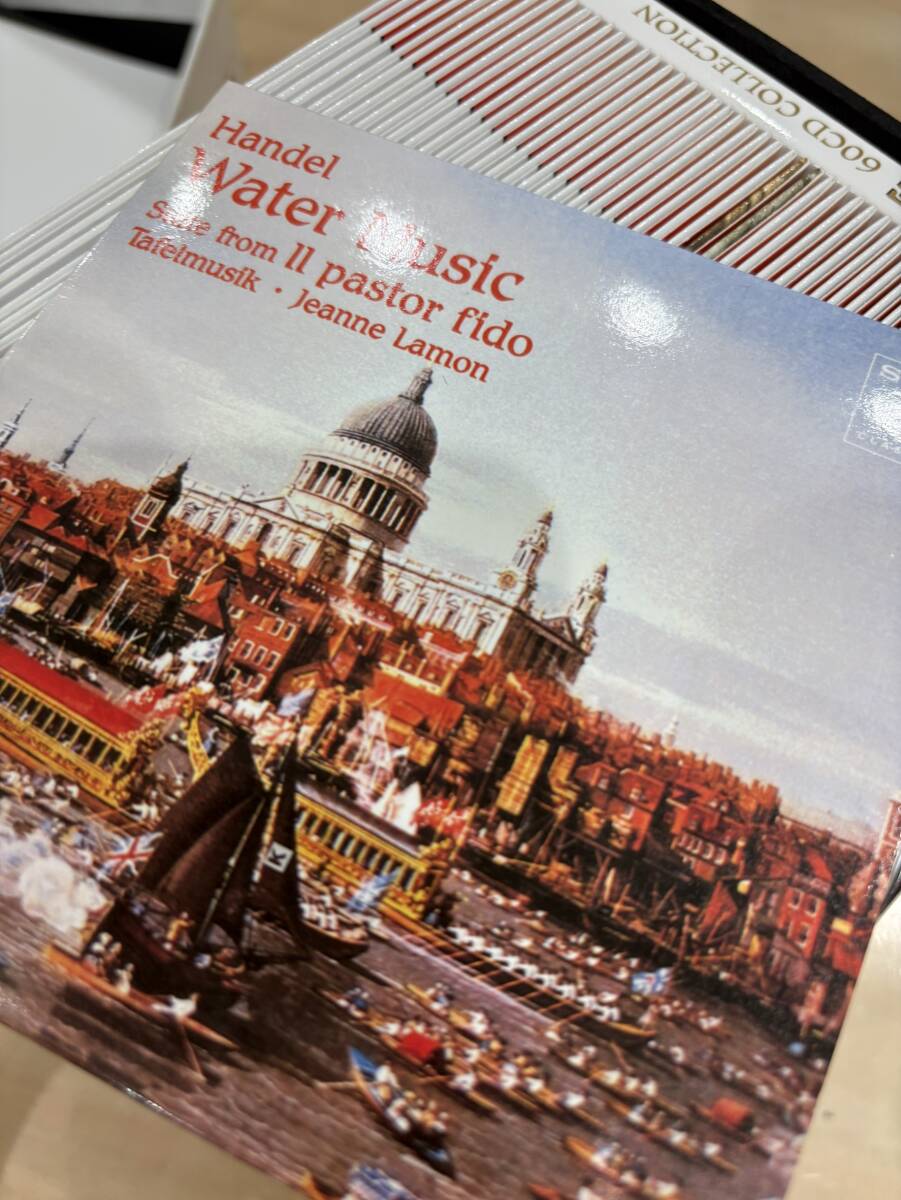 60CD COLLECTION
Handel
Water Music
Suite from Il pastor fido
Tafelmusik · Jeanne Lamon